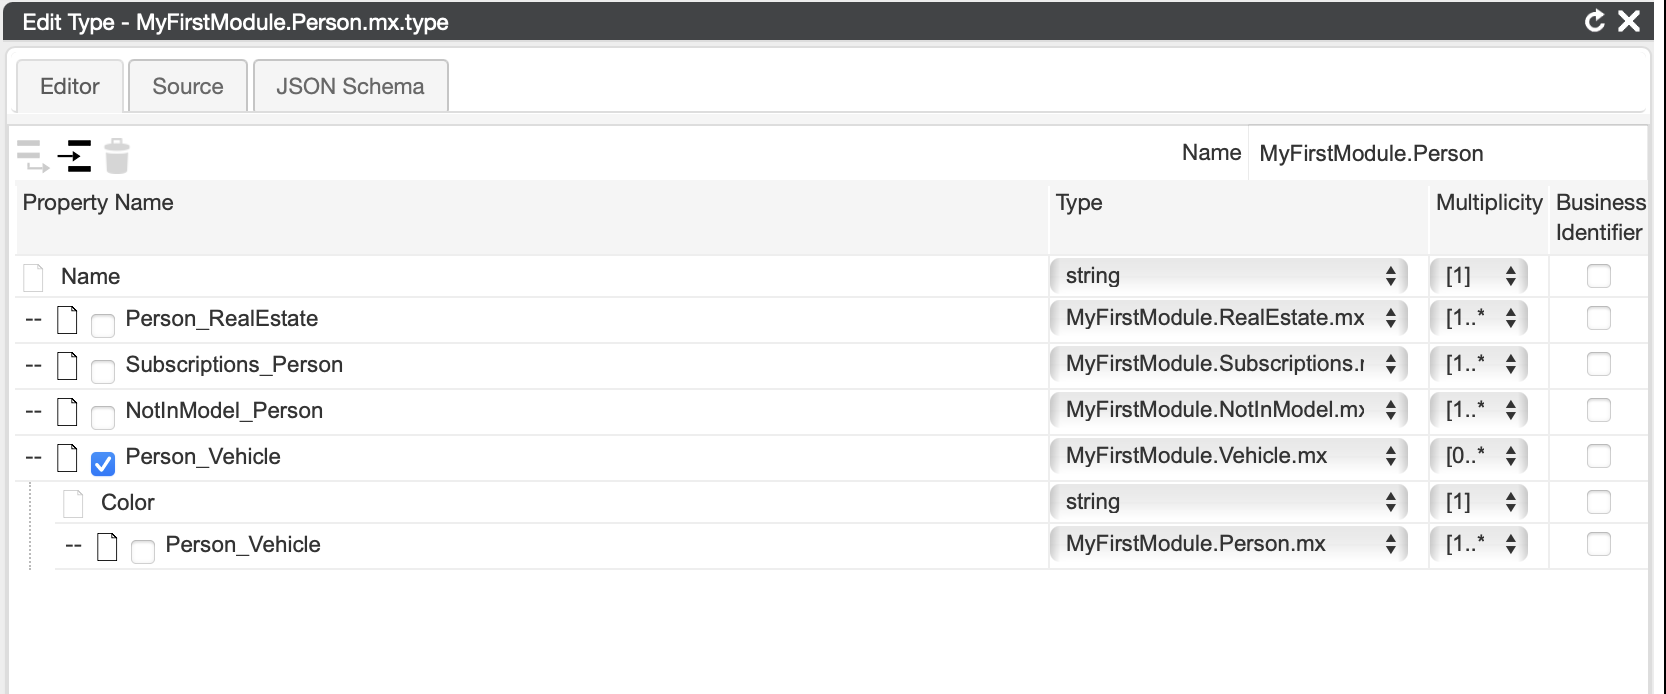 Edit Type - MyFirstModule.Person.mx.type
Editor Source JSON Schema
Name MyFirstModule.Person
Property Name Type Multiplicity Business Identifier
Name string [1]
-- Person_RealEstate MyFirstModule.RealEstate.mx [1..*
-- Subscriptions_Person MyFirstModule.Subscriptions.r [1..*
-- NotInModel_Person MyFirstModule.NotInModel.mx [1..*
-- Person_Vehicle MyFirstModule.Vehicle.mx [0..*
Color string [1]
-- Person_Vehicle MyFirstModule.Person.mx [1..*